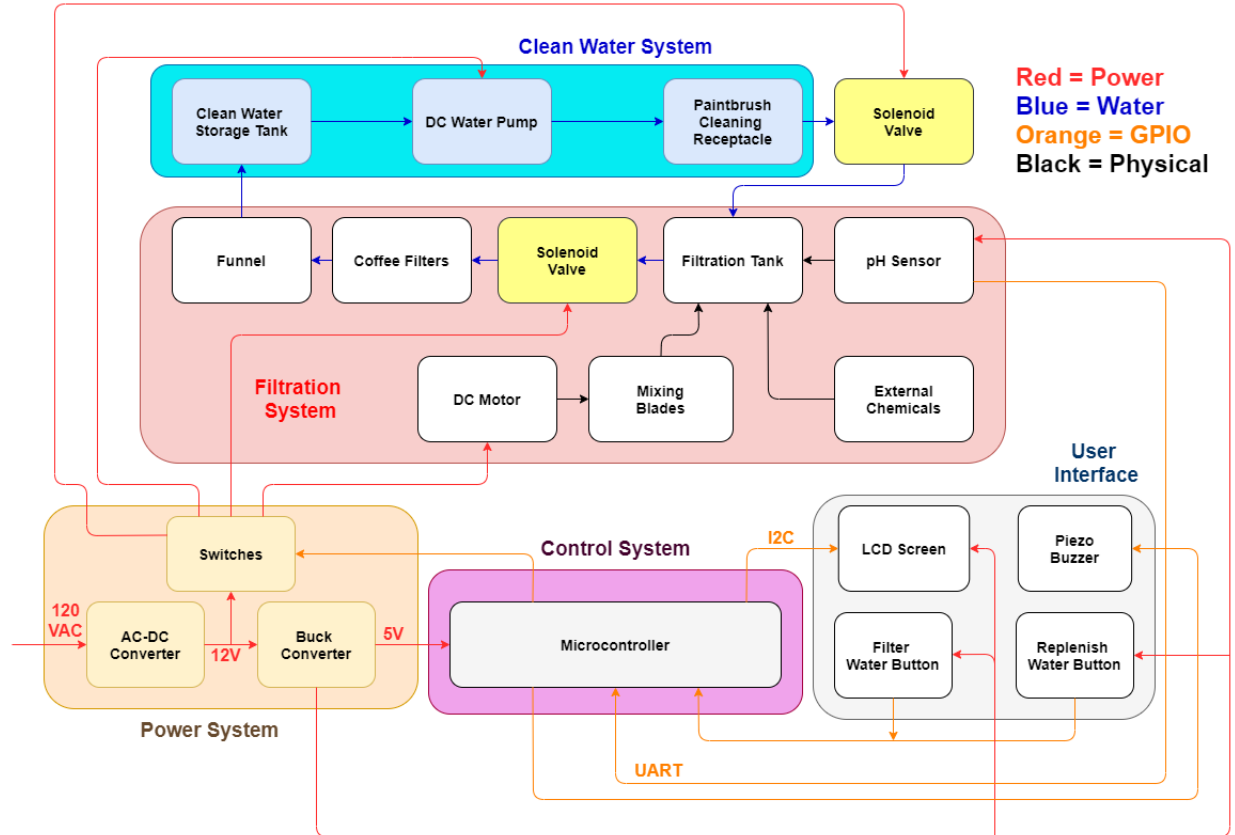 Clean Water System
Clean Water
Storage Tank
DC Water Pump
Paintbrush
Cleaning
Receptacle
Solenoid
Valve
Red = Power
Blue = Water
Orange = GPIO
Black = Physical
Funnel
Coffee Filters
Solenoid
Valve
Filtration Tank
pH Sensor
Filtration
System
DC Motor
Mixing
Blades
External
Chemicals
User
Interface
Switches
Control System
I2C
LCD Screen
Piezo
Buzzer
120
VAC
AC-DC
Converter
12V
Buck
Converter
5V
Microcontroller
Filter
Water Button
Replenish
Water Button
Power System
UART